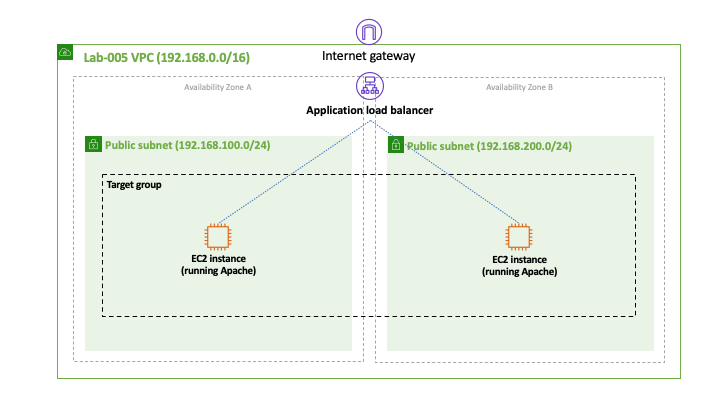 Internet gateway
Lab-005 VPC (192.168.0.0/16)
Availability Zone A
Availability Zone B
Application load balancer
Public subnet (192.168.100.0/24)
Public subnet (192.168.200.0/24)
Target group
EC2 instance
(running Apache)
EC2 instance
(running Apache)